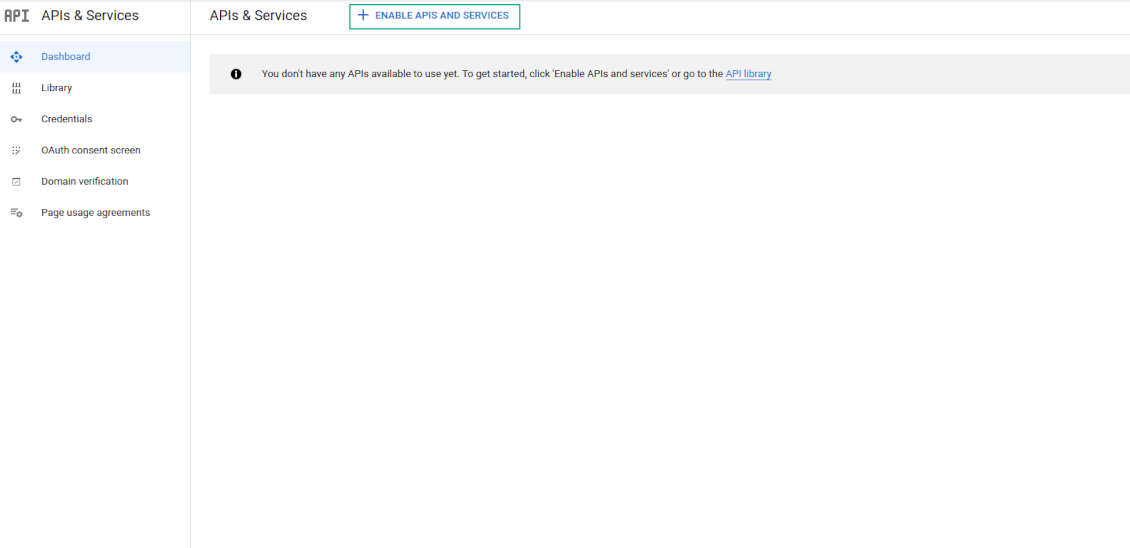 API APIs & Services
APIs & Services
ENABLE APIS AND SERVICES
Dashboard
Library
Credentials
OAuth consent screen
Domain verification
Page usage agreements
You don't have any APIs available to use yet. To get started, click 'Enable APIs and services' or go to the API library